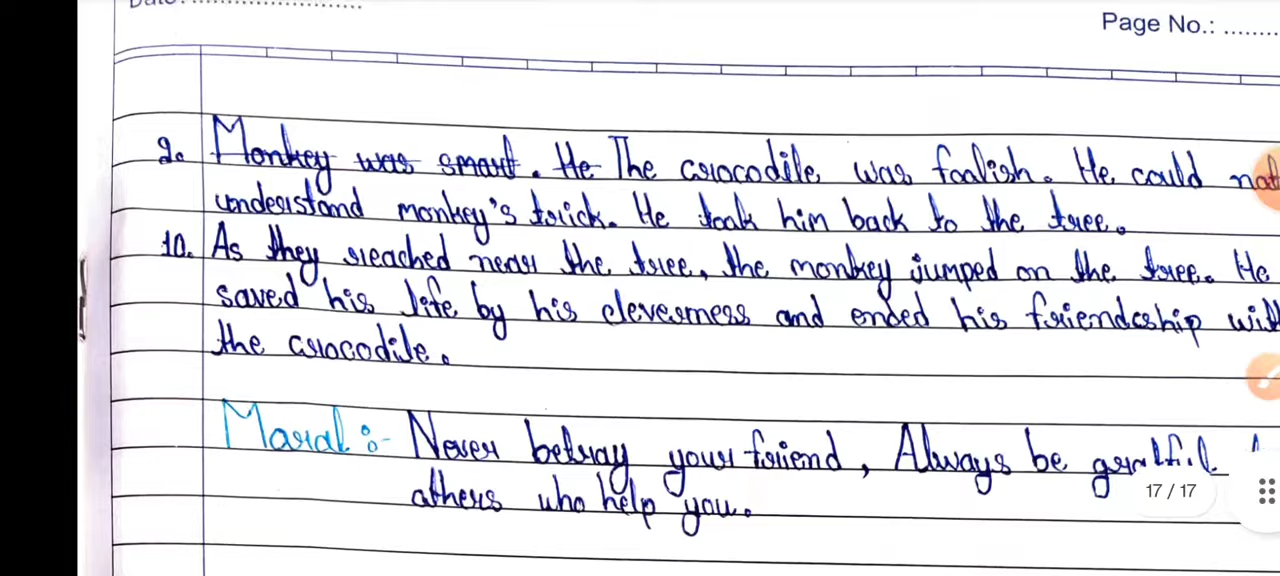 Page No.: ........
9. Monkey was smart. He The crocodile was foolish. He could not
understand monkey's trick. He took him back to the tree.
10. As they reached near the tree, the monkey jumped on the tree. He
saved his life by his cleverness and ended his friendship with
the crocodile.
Moral :- Never betray your friend, Always be
others who help you.
17 / 17